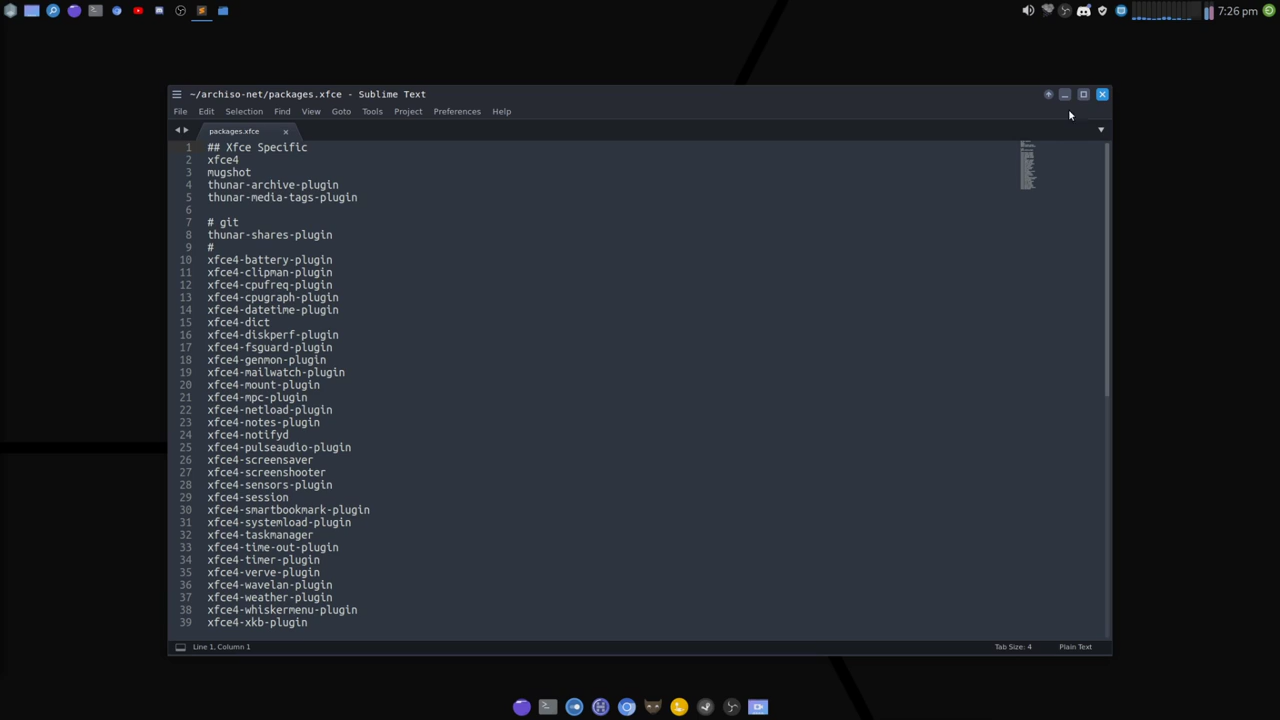 7:26 pm
~/archiso-net/packages.xfce - Sublime Text
File Edit Selection Find View Goto Tools Project Preferences Help
packages.xfce
1 ## Xfce Specific
2 xfce4
3 mugshot
4 thunar-archive-plugin
5 thunar-media-tags-plugin
6
7 # git
8 thunar-shares-plugin
9 #
10 xfce4-battery-plugin
11 xfce4-clipman-plugin
12 xfce4-cpufreq-plugin
13 xfce4-cpugraph-plugin
14 xfce4-datetime-plugin
15 xfce4-dict
16 xfce4-diskperf-plugin
17 xfce4-fsguard-plugin
18 xfce4-genmon-plugin
19 xfce4-mailwatch-plugin
20 xfce4-mount-plugin
21 xfce4-mpc-plugin
22 xfce4-netload-plugin
23 xfce4-notes-plugin
24 xfce4-notifyd
25 xfce4-pulseaudio-plugin
26 xfce4-screensaver
27 xfce4-screenshooter
28 xfce4-sensors-plugin
29 xfce4-session
30 xfce4-smartbookmark-plugin
31 xfce4-systemload-plugin
32 xfce4-taskmanager
33 xfce4-time-out-plugin
34 xfce4-timer-plugin
35 xfce4-verve-plugin
36 xfce4-wavelan-plugin
37 xfce4-weather-plugin
38 xfce4-whiskermenu-plugin
39 xfce4-xkb-plugin
Line 1, Column 1 Tab Size: 4 Plain Text